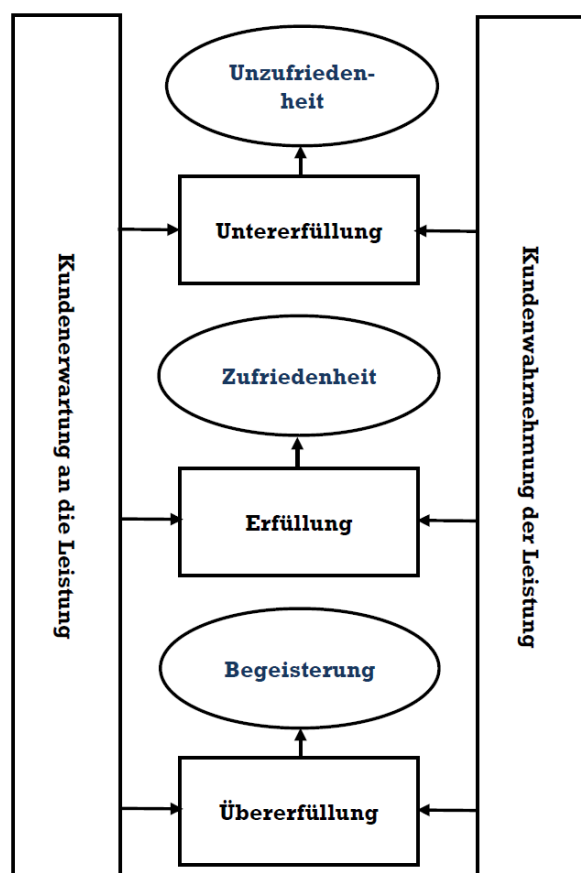 Kundenerwartung an die Leistung
Unzufrieden-
heit
Untererfüllung
Zufriedenheit
Erfüllung
Begeisterung
Übererfüllung
Kundenwahrnehmung der Leistung